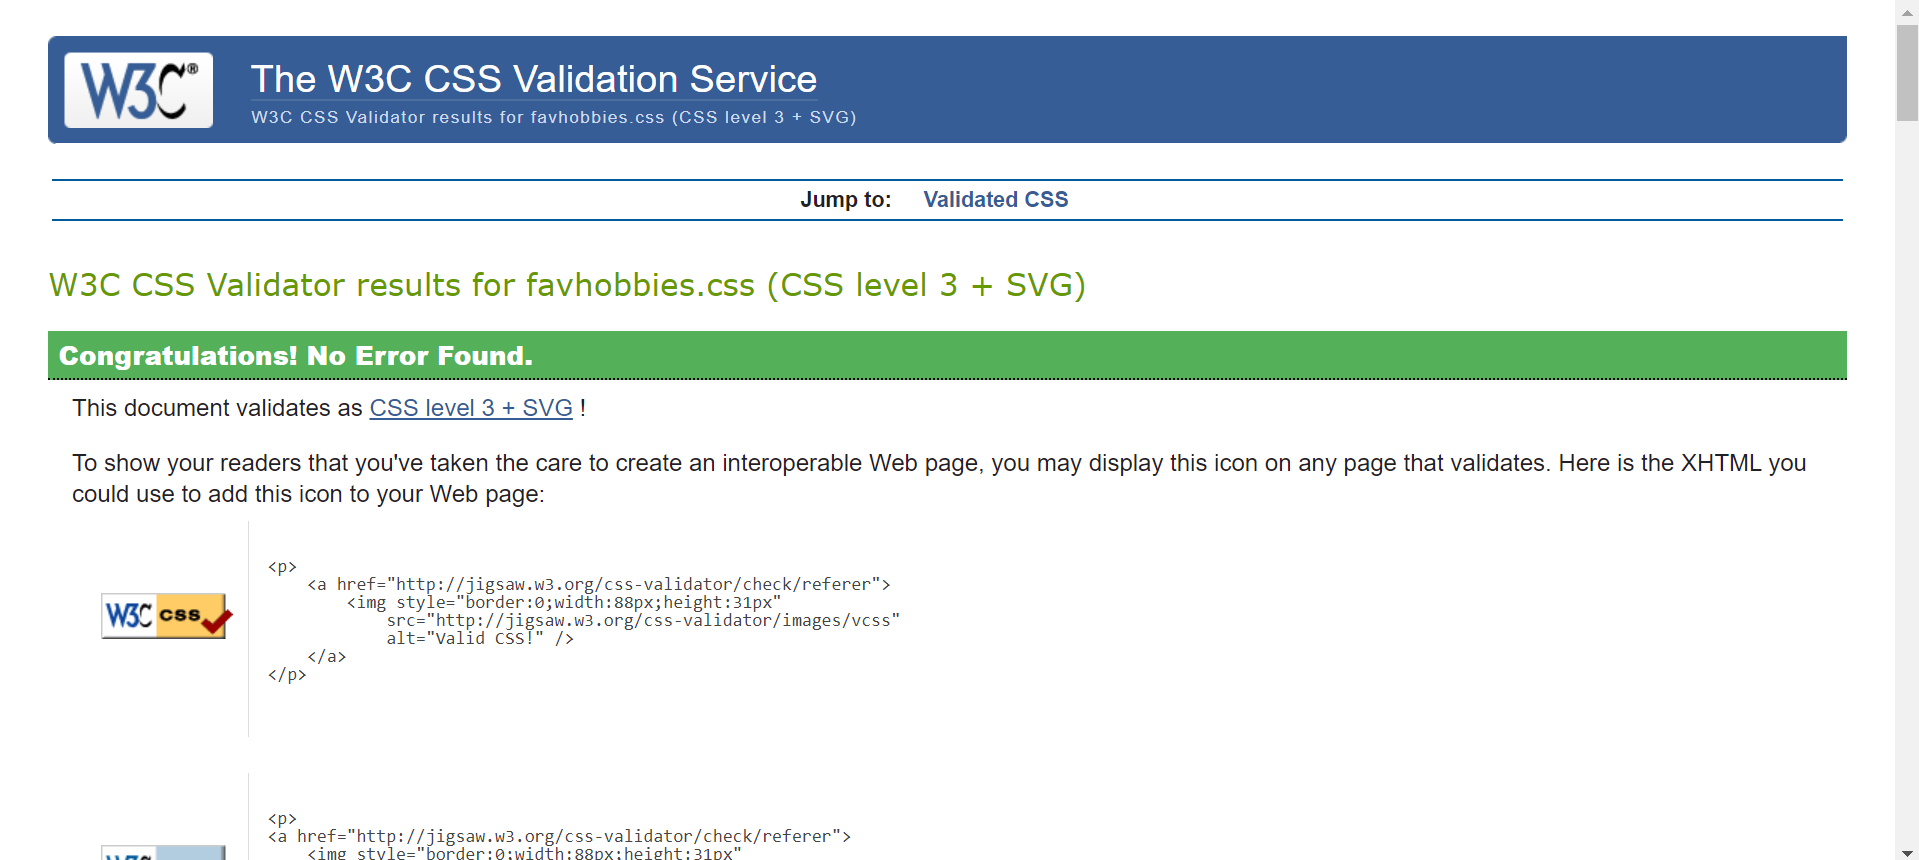 W3C®
The W3C CSS Validation Service
W3C CSS Validator results for favhobbies.css (CSS level 3 + SVG)
Jump to: Validated CSS
W3C CSS Validator results for favhobbies.css (CSS level 3 + SVG)
Congratulations! No Error Found.
This document validates as CSS level 3 + SVG !
To show your readers that you've taken the care to create an interoperable Web page, you may display this icon on any page that validates. Here is the XHTML you
could use to add this icon to your Web page:
<p>
<a href="http://jigsaw.w3.org/css-validator/check/referer">
<img style="border:0;width:88px;height:31px"
src="http://jigsaw.w3.org/css-validator/images/vcss"
alt="Valid CSS!" />
</a>
</p>
W3C css
<p>
<a href="http://jigsaw.w3.org/css-validator/check/referer">
<img style="border:0;width:88px;height:31px"